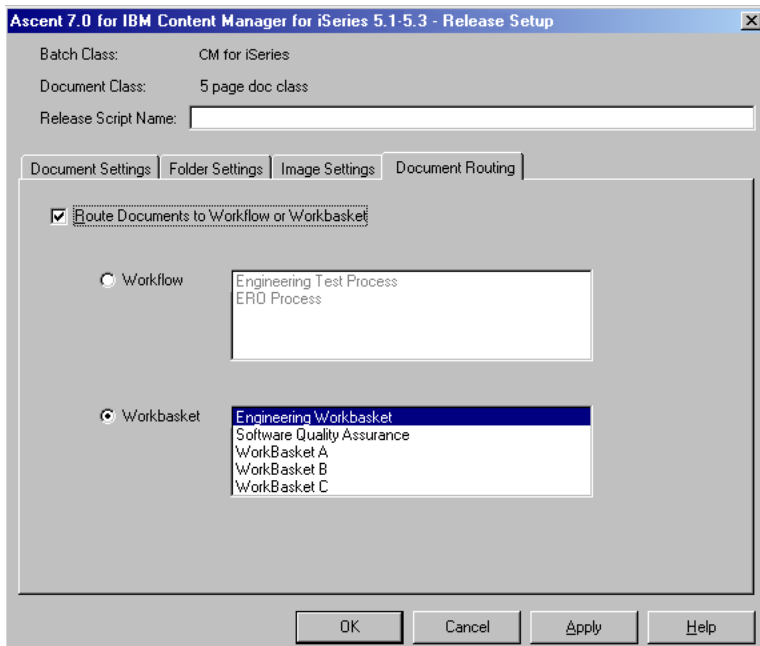 Ascent 7.0 for IBM Content Manager for iSeries 5.1-5.3 - Release Setup
Batch Class: CM for iSeries
Document Class: 5 page doc class
Release Script Name:
Document Settings Folder Settings Image Settings Document Routing
Route Documents to Workflow or Workbasket
Workflow
Engineering Test Process
ERO Process
Workbasket
Engineering Workbasket
Software Quality Assurance
WorkBasket A
WorkBasket B
WorkBasket C
OK Cancel Apply Help